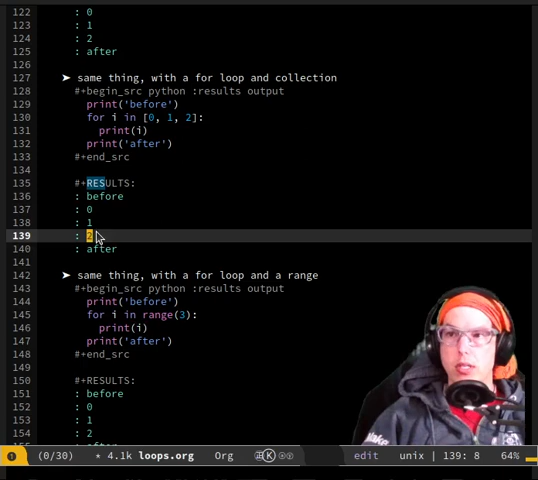 122 : 0
123 : 1
124 : 2
125 : after
126
127 ➤ same thing, with a for loop and collection
128 #+begin_src python :results output
129 print('before')
130 for i in [0, 1, 2]:
131 print(i)
132 print('after')
133 #+end_src
134
135 #+RESULTS:
136 : before
137 : 0
138 : 1
139 : 2
140 : after
141
142 ➤ same thing, with a for loop and a range
143 #+begin_src python :results output
144 print('before')
145 for i in range(3):
146 print(i)
147 print('after')
148 #+end_src
149
150 #+RESULTS:
151 : before
152 : 0
153 : 1
154 : 2
(0/30) * 4.1k loops.org Org edit unix | 139: 8 64%